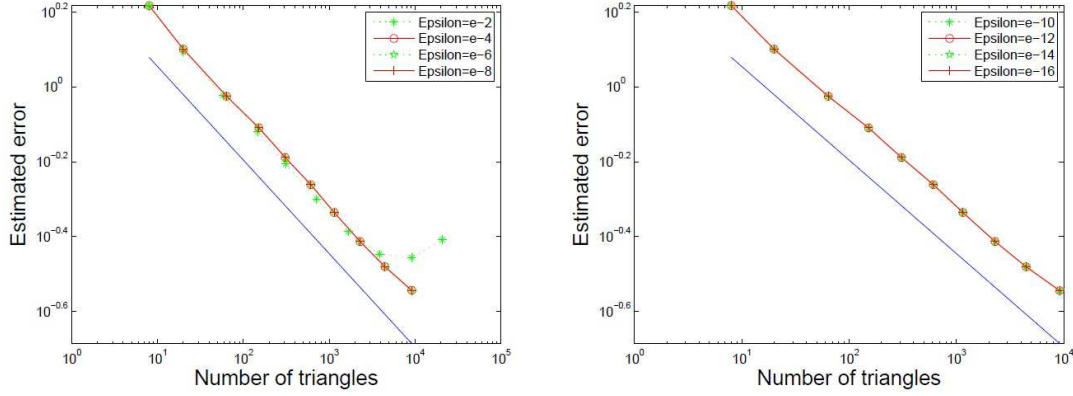 10^0.2
10^0
10^−0.2
10^−0.4
10^−0.6
Estimated error
Epsilon=e−2
Epsilon=e−4
Epsilon=e−6
Epsilon=e−8
10^0
10^1
10^2
10^3
10^4
10^5
Number of triangles
10^0.2
10^0
10^−0.2
10^−0.4
10^−0.6
Estimated error
Epsilon=e−10
Epsilon=e−12
Epsilon=e−14
Epsilon=e−16
10^0
10^1
10^2
10^3
10^4
Number of triangles